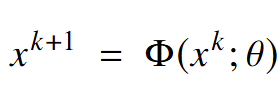 x^{k+1} = Φ(x^k; θ)